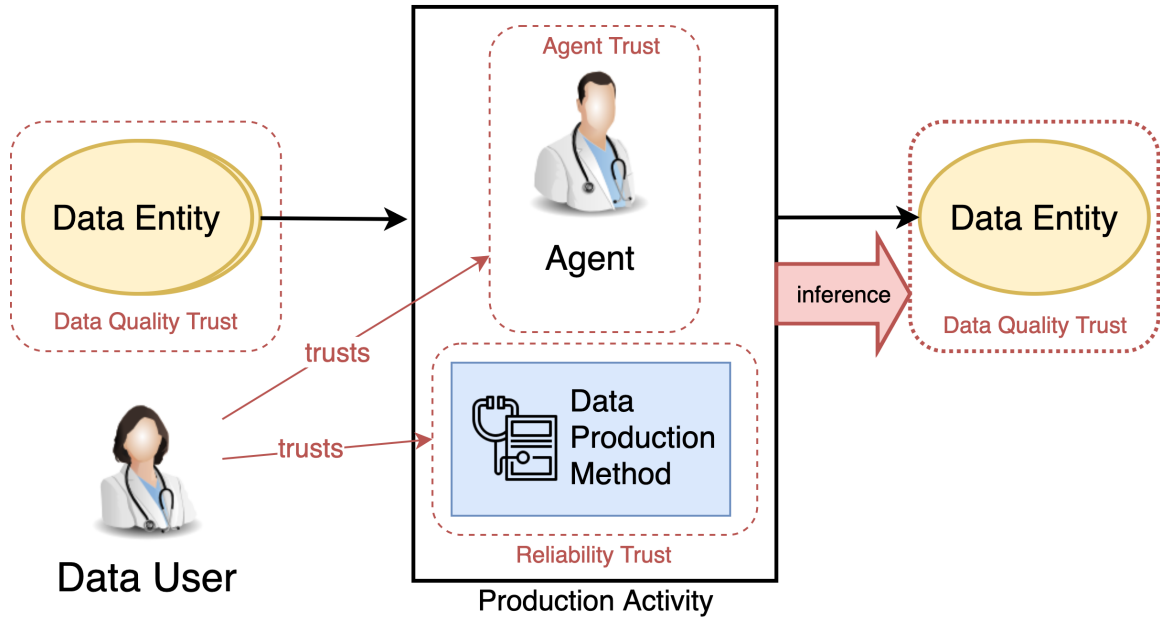 Agent Trust
Data Entity
Data Quality Trust
Agent
Data Entity
inference
Data Quality Trust
trusts
trusts
Data
Production
Method
Reliability Trust
Data User
Production Activity